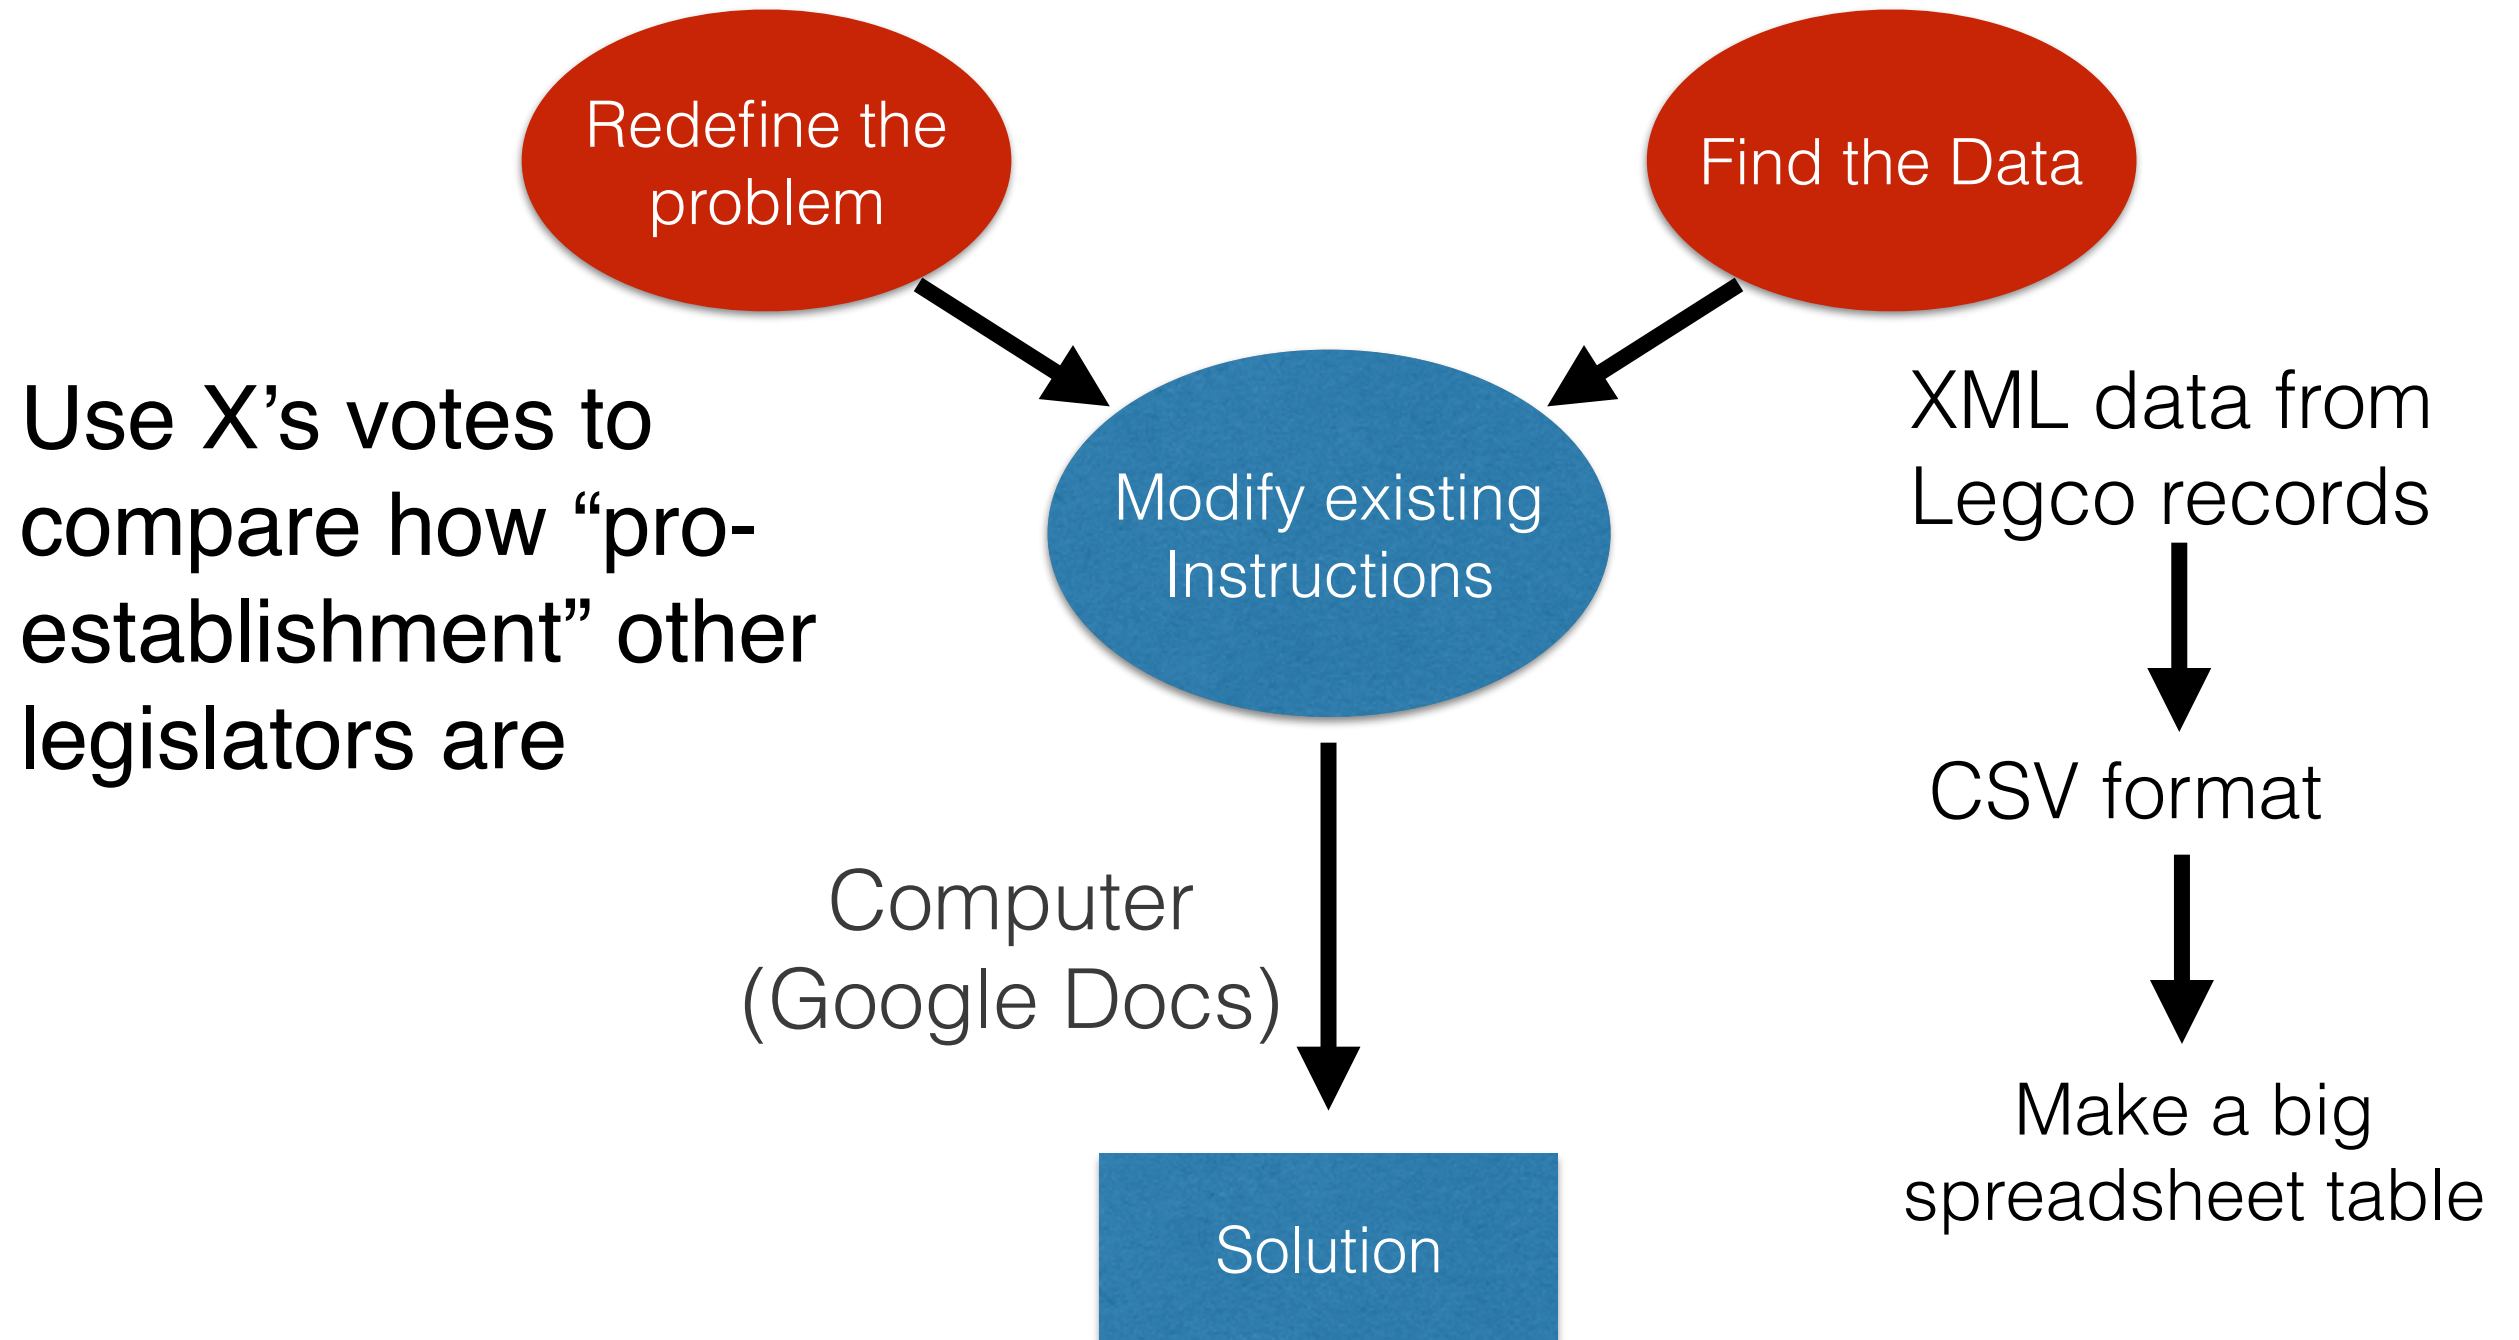 Redefine the
problem
Find the Data
Use X’s votes to
compare how “pro-
establishment” other
legislators are
Modify existing
Instructions
XML data from
Legco records
CSV format
Computer
(Google Docs)
Make a big
spreadsheet table
Solution